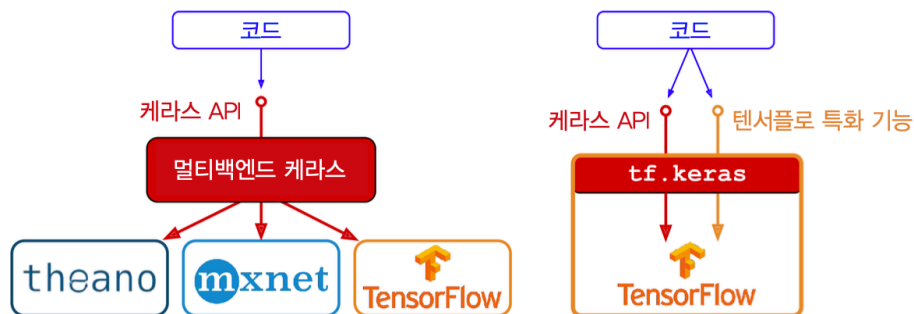 코드
케라스 API
멀티백엔드 케라스
theano
mxnet
TensorFlow
코드
케라스 API
텐서플로 특화 기능
tf.keras
TensorFlow